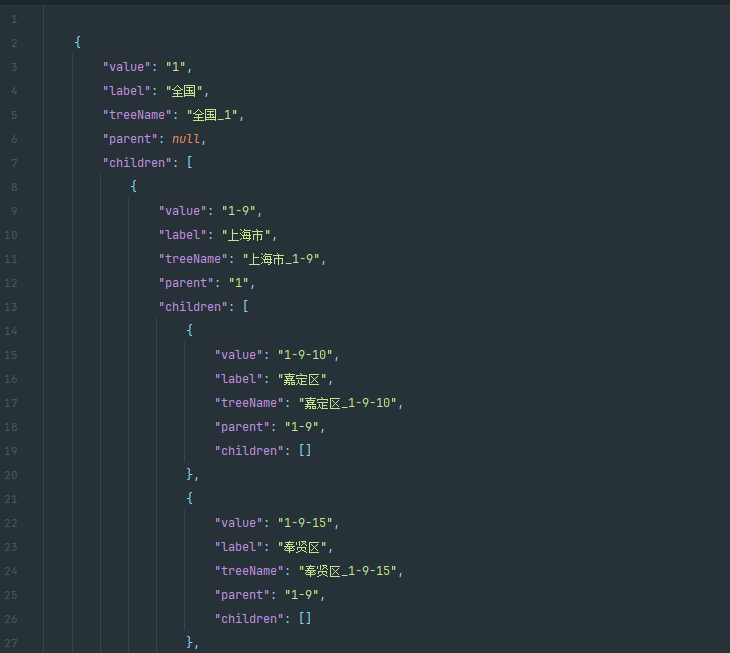 1
2 {
3 "value": "1",
4 "label": "全国",
5 "treeName": "全国_1",
6 "parent": null,
7 "children": [
8 {
9 "value": "1-9",
10 "label": "上海市",
11 "treeName": "上海市_1-9",
12 "parent": "1",
13 "children": [
14 {
15 "value": "1-9-10",
16 "label": "嘉定区",
17 "treeName": "嘉定区_1-9-10",
18 "parent": "1-9",
19 "children": []
20 },
21 {
22 "value": "1-9-15",
23 "label": "奉贤区",
24 "treeName": "奉贤区_1-9-15",
25 "parent": "1-9",
26 "children": []
27 },